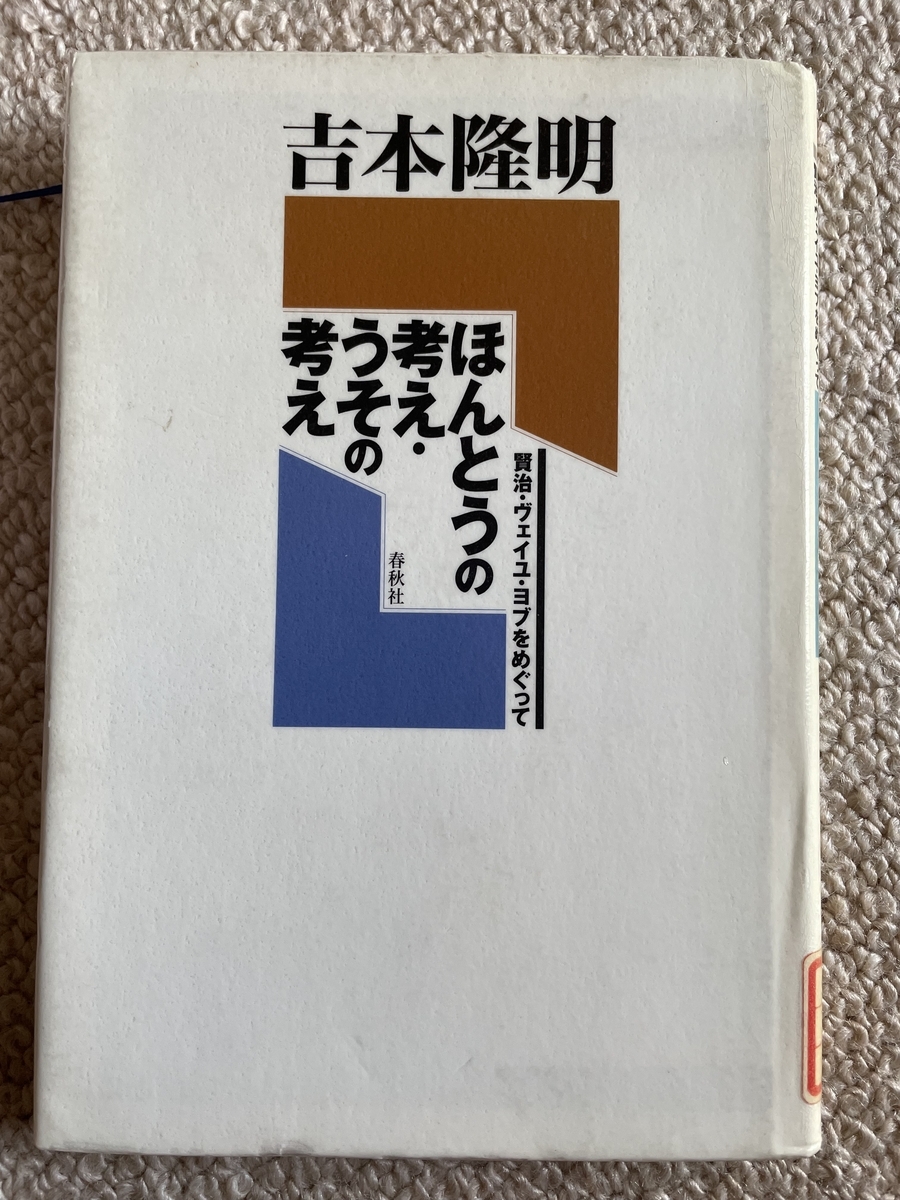 吉本隆明
ほんとうの
考え・
うその
考え
賢治・ヴェイユ・ヨブをめぐって
春秋社